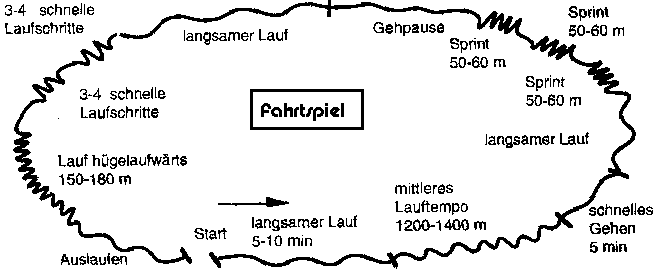 3-4 schnelle
Laufschritte
langsamer Lauf
Gehpause
Sprint
50-60 m
Sprint
50-60 m
Sprint
50-60 m
3-4 schnelle
Laufschritte
Fahrtspiel
langsamer Lauf
Lauf hügelaufwärts
150-180 m
mittleres
Lauftempo
1200-1400 m
schnelles
Gehen
5 min
Start
langsamer Lauf
5-10 min
Auslaufen